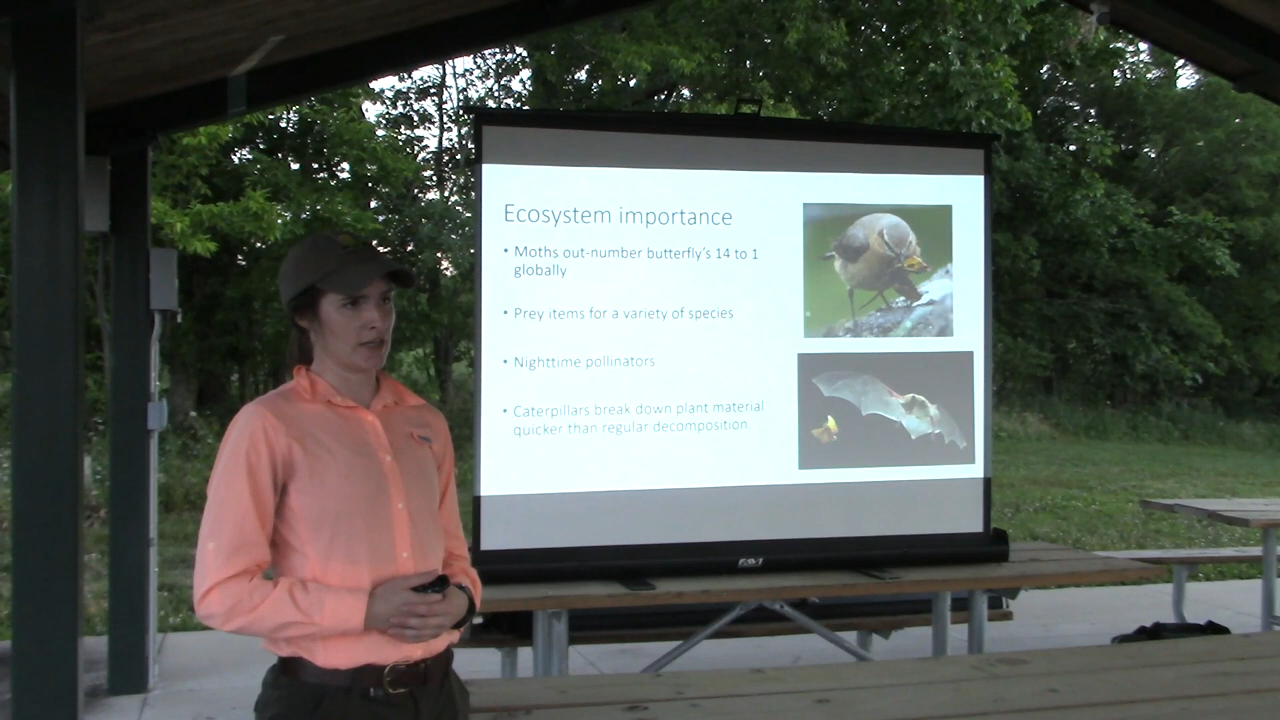 Ecosystem importance
• Moths out-number butterfly's 14 to 1
globally
• Prey items for a variety of species
• Nighttime pollinators
• Caterpillars break down plant material
quicker than regular decomposition.